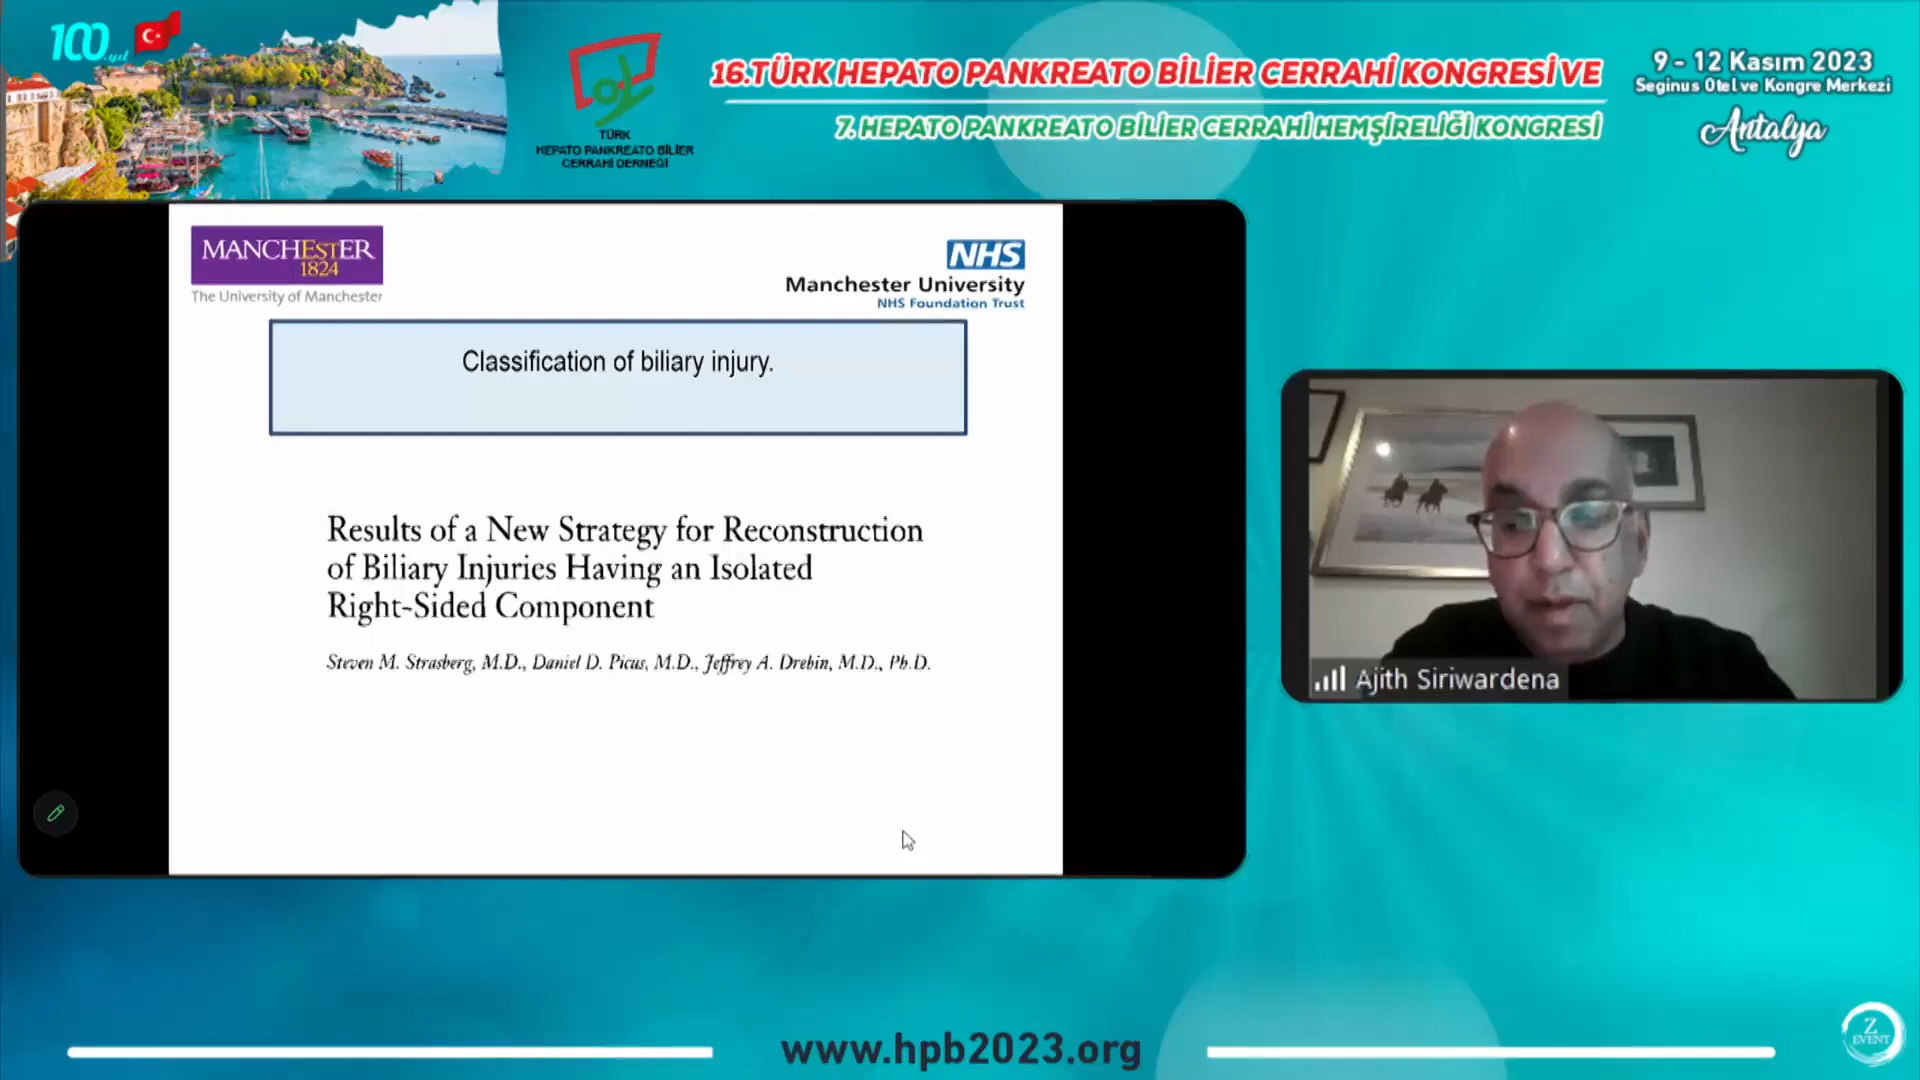 100.yıl
TÜRK
HEPATO PANKREATO BİLİER
CERRAHİ DERNEĞİ
16.TÜRK HEPATO PANKREATO BİLİER CERRAHİ KONGRESİ VE
7. HEPATO PANKREATO BİLİER CERRAHİ HEMŞİRELİĞİ KONGRESİ
9 - 12 Kasım 2023
Seginus Otel ve Kongre Merkezi
Antalya
MANCHESTER
1824
The University of Manchester
NHS
Manchester University
NHS Foundation Trust
Classification of biliary injury.
Results of a New Strategy for Reconstruction
of Biliary Injuries Having an Isolated
Right-Sided Component
Steven M. Strasberg, M.D., Daniel D. Picus, M.D., Jeffrey A. Drebin, M.D., Ph.D.
Ajith Siriwardena
www.hpb2023.org
Z
EVENT